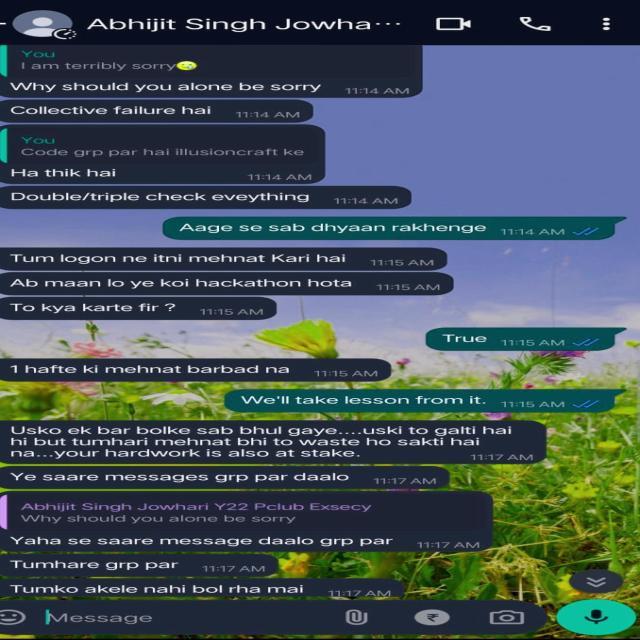 Abhijit Singh Jowha...
You
I am terribly sorry🥲
Why should you alone be sorry 11:14 AM
Collective failure hai 11:14 AM
You
Code grp par hai illusioncraft ke
Ha thik hai 11:14 AM
Double/triple check eveything 11:14 AM
Aage se sab dhyaan rakhenge 11:14 AM
Tum logon ne itni mehnat Kari hai 11:15 AM
Ab maan lo ye koi hackathon hota 11:15 AM
To kya karte fir ? 11:15 AM
True 11:15 AM
1 hafte ki mehnat barbad na 11:15 AM
We'll take lesson from it. 11:15 AM
Usko ek bar bolke sab bhul gaye....uski to galti hai
hi but tumhari mehnat bhi to waste ho sakti hai
na...your hardwork is also at stake. 11:17 AM
Ye saare messages grp par daalo 11:17 AM
Abhijit Singh Jowhari Y22 Pclub Exsecy
Why should you alone be sorry
Yaha se saare message daalo grp par 11:17 AM
Tumhare grp par 11:17 AM
Tumko akele nahi bol rha mai 11:17 AM
Message